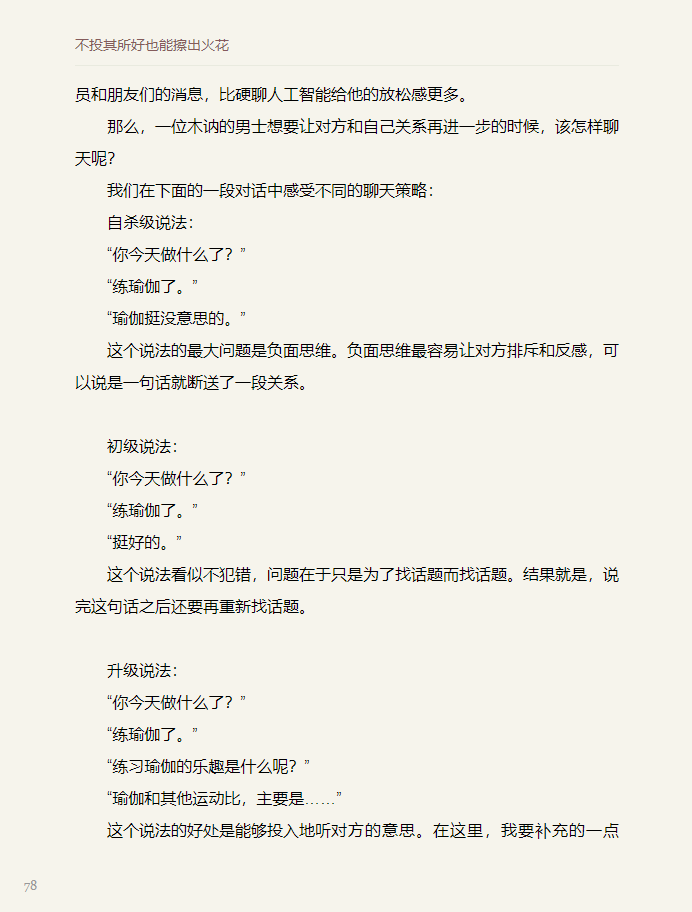 不投其所好也能擦出火花
员和朋友们的消息，比硬聊人工智能给他的放松感更多。
那么，一位木讷的男士想要让对方和自己关系再进一步的时候，该怎样聊
天呢？
我们在下面的一段对话中感受不同的聊天策略：
自杀级说法：
“你今天做什么了？”
“练瑜伽了。”
“瑜伽挺没意思的。”
这个说法的最大问题是负面思维。负面思维最容易让对方排斥和反感，可
以说是一句话就断送了一段关系。
初级说法：
“你今天做什么了？”
“练瑜伽了。”
“挺好的。”
这个说法看似不犯错，问题在于只是为了找话题而找话题。结果就是，说
完这句话之后还要再重新找话题。
升级说法：
“你今天做什么了？”
“练瑜伽了。”
“练习瑜伽的乐趣是什么呢？”
“瑜伽和其他运动比，主要是……”
这个说法的好处是能够投入地听对方的意思。在这里，我要补充的一点
78